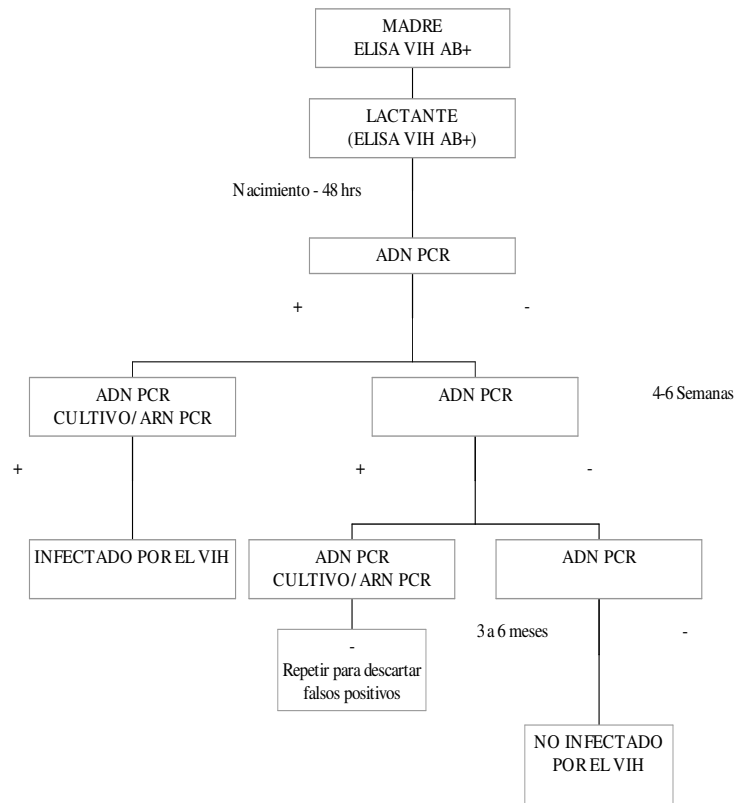 MADRE
ELISA VIH AB+
LACTANTE
(ELISA VIH AB+)
Nacimiento - 48 hrs
ADN PCR
+
-
ADN PCR
CULTIVO/ ARN PCR
ADN PCR
4-6 Semanas
+
+
-
INFECTADO POR EL VIH
ADN PCR
CULTIVO/ ARN PCR
ADN PCR
-
Repetir para descartar
falsos positivos
3 a 6 meses
-
NO INFECTADO
POR EL VIH